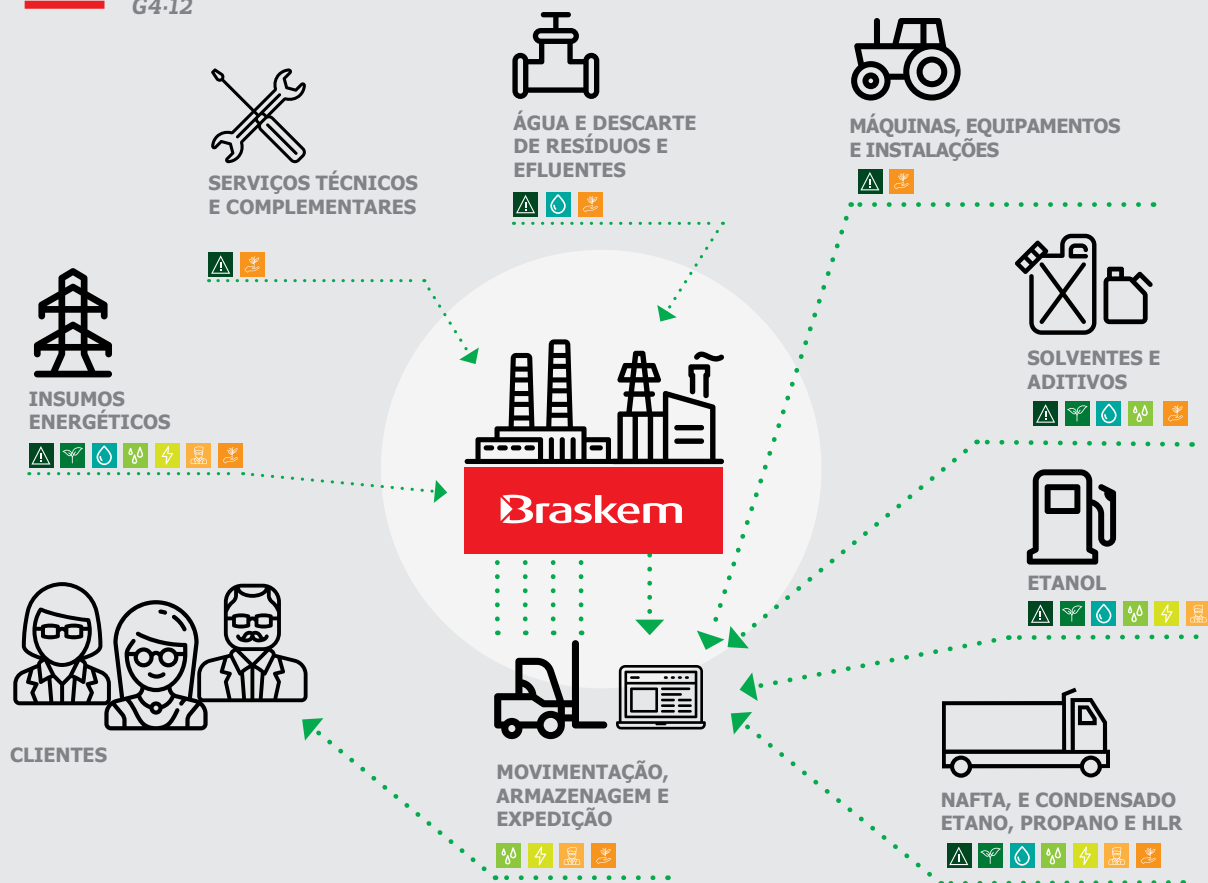 G4-12
SERVIÇOS TÉCNICOS
E COMPLEMENTARES
ÁGUA E DESCARTE
DE RESÍDUOS E
EFLUENTES
MÁQUINAS, EQUIPAMENTOS
E INSTALAÇÕES
INSUMOS
ENERGÉTICOS
SOLVENTES E
ADITIVOS
Braskem
ETANOL
CLIENTES
MOVIMENTAÇÃO,
ARMAZENAGEM E
EXPEDIÇÃO
NAFTA, E CONDENSADO
ETANO, PROPANO E HLR